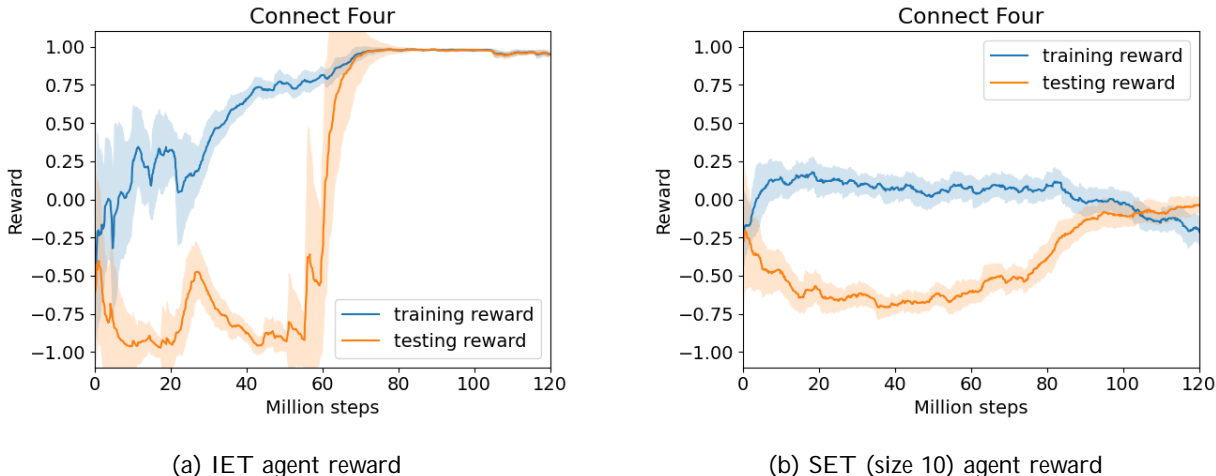 Connect Four
1.00
0.75
0.50
0.25
0.00
−0.25
−0.50
−0.75
−1.00
Reward
training reward
testing reward
0 20 40 60 80 100 120
Million steps
(a) IET agent reward
Connect Four
1.00
0.75
0.50
0.25
0.00
−0.25
−0.50
−0.75
−1.00
Reward
training reward
testing reward
0 20 40 60 80 100 120
Million steps
(b) SET (size 10) agent reward